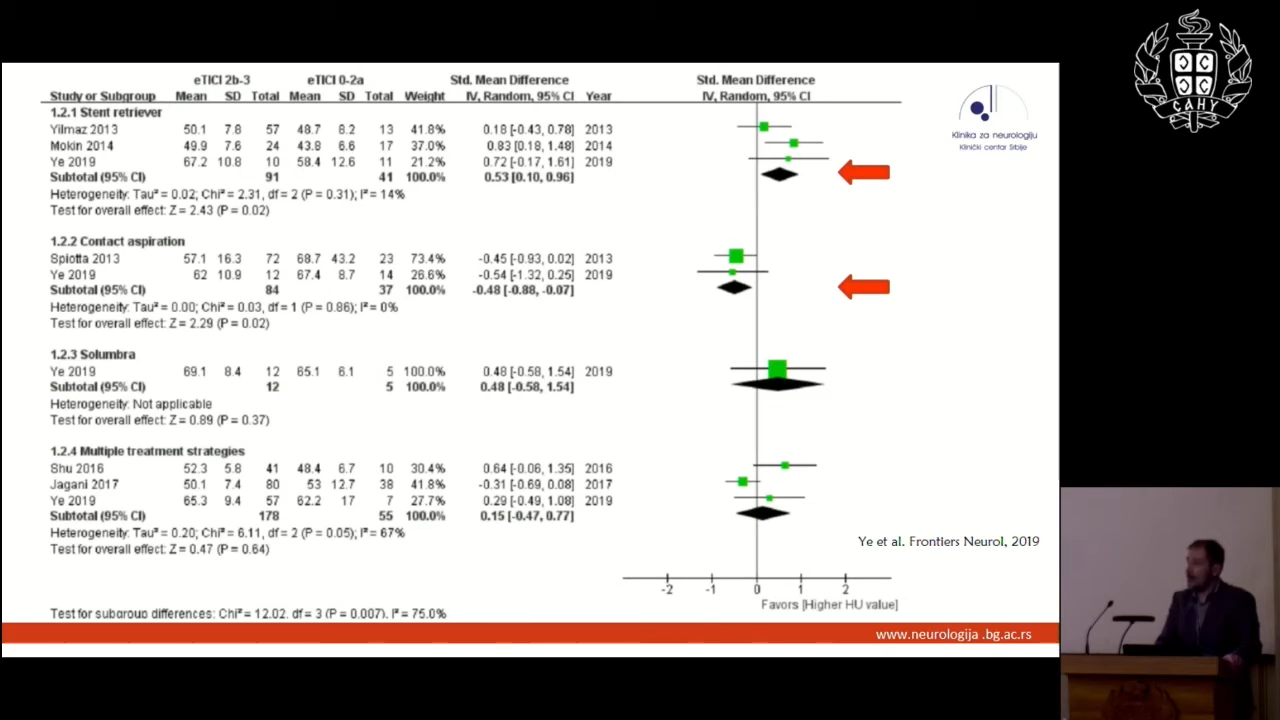 eTICI 2b-3 eTICI 0-2a Std. Mean Difference Std. Mean Difference
Study or Subgroup Mean SD Total Mean SD Total Weight IV, Random, 95% CI Year IV, Random, 95% CI
1.2.1 Stent retriever
Yilmaz 2013 50.1 7.8 57 48.7 8.2 13 41.8% 0.18 [-0.43, 0.78] 2013
Mokin 2014 49.9 7.6 24 43.8 6.6 17 37.0% 0.83 [0.18, 1.48] 2014
Ye 2019 67.2 10.8 10 58.4 12.6 11 21.2% 0.72 [-0.17, 1.61] 2019
Subtotal (95% CI) 91 41 100.0% 0.53 [0.10, 0.96]
Heterogeneity: Tau² = 0.02; Chi² = 2.31, df = 2 (P = 0.31); I² = 14%
Test for overall effect: Z = 2.43 (P = 0.02)
1.2.2 Contact aspiration
Spiotta 2013 57.1 16.3 72 68.7 43.2 23 73.4% -0.45 [-0.93, 0.02] 2013
Ye 2019 62 10.9 12 67.4 8.7 14 26.6% -0.54 [-1.32, 0.25] 2019
Subtotal (95% CI) 84 37 100.0% -0.48 [-0.88, -0.07]
Heterogeneity: Tau² = 0.00; Chi² = 0.03, df = 1 (P = 0.86); I² = 0%
Test for overall effect: Z = 2.29 (P = 0.02)
1.2.3 Solumbra
Ye 2019 69.1 8.4 12 65.1 6.1 5 100.0% 0.48 [-0.58, 1.54] 2019
Subtotal (95% CI) 12 5 100.0% 0.48 [-0.58, 1.54]
Heterogeneity: Not applicable
Test for overall effect: Z = 0.89 (P = 0.37)
1.2.4 Multiple treatment strategies
Shu 2016 52.3 5.8 41 48.4 6.7 10 30.4% 0.64 [-0.06, 1.35] 2016
Jagani 2017 50.1 7.4 80 53 12.7 38 41.8% -0.31 [-0.69, 0.08] 2017
Ye 2019 65.3 9.4 57 62.2 17 7 27.7% 0.29 [-0.49, 1.08] 2019
Subtotal (95% CI) 178 55 100.0% 0.15 [-0.47, 0.77]
Heterogeneity: Tau² = 0.20; Chi² = 6.11, df = 2 (P = 0.05); I² = 67%
Test for overall effect: Z = 0.47 (P = 0.64)
-2 -1 0 1 2
Favors [Higher HU value]
Test for subgroup differences: Chi² = 12.02, df = 3 (P = 0.007), I² = 75.0%
Klinika za neurologiju
Klinički centar Srbije
Ye et al. Frontiers Neurol, 2019
www.neurologija .bg.ac.rs
САНУ